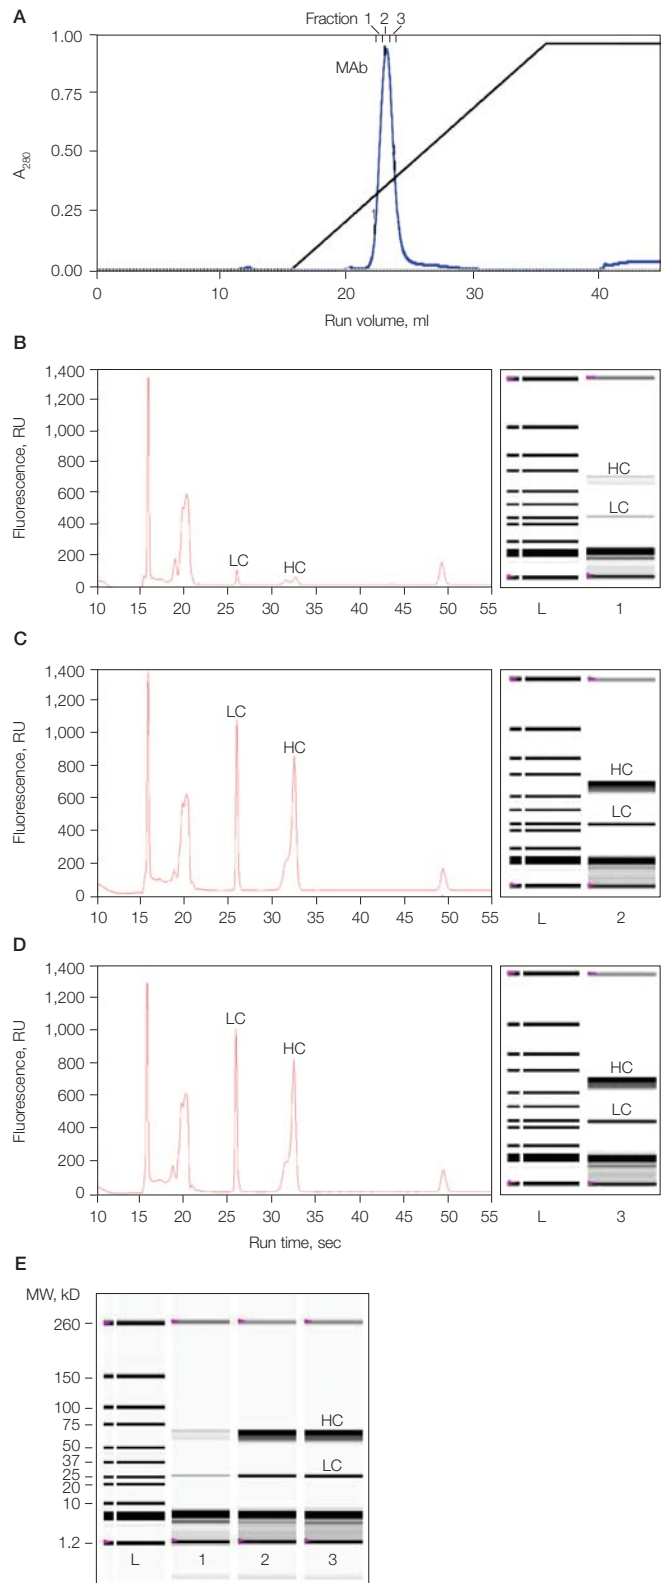 A
Fraction 1 2 3
1.00
MAb
0.75
0.50
0.25
0.00
A280
0 10 20 30 40
Run volume, ml
B
1,400
1,200
1,000
800
600
400
200
0
Fluorescence, RU
LC
HC
10 15 20 25 30 35 40 45 50 55
HC
LC
L 1
C
1,400
1,200
1,000
800
600
400
200
0
Fluorescence, RU
LC
HC
10 15 20 25 30 35 40 45 50 55
HC
LC
L 2
D
1,400
1,200
1,000
800
600
400
200
0
Fluorescence, RU
LC
HC
10 15 20 25 30 35 40 45 50 55
Run time, sec
HC
LC
L 3
E
MW, kD
260
150
100
75
50
37
25
20
10
1.2
HC
LC
L 1 2 3